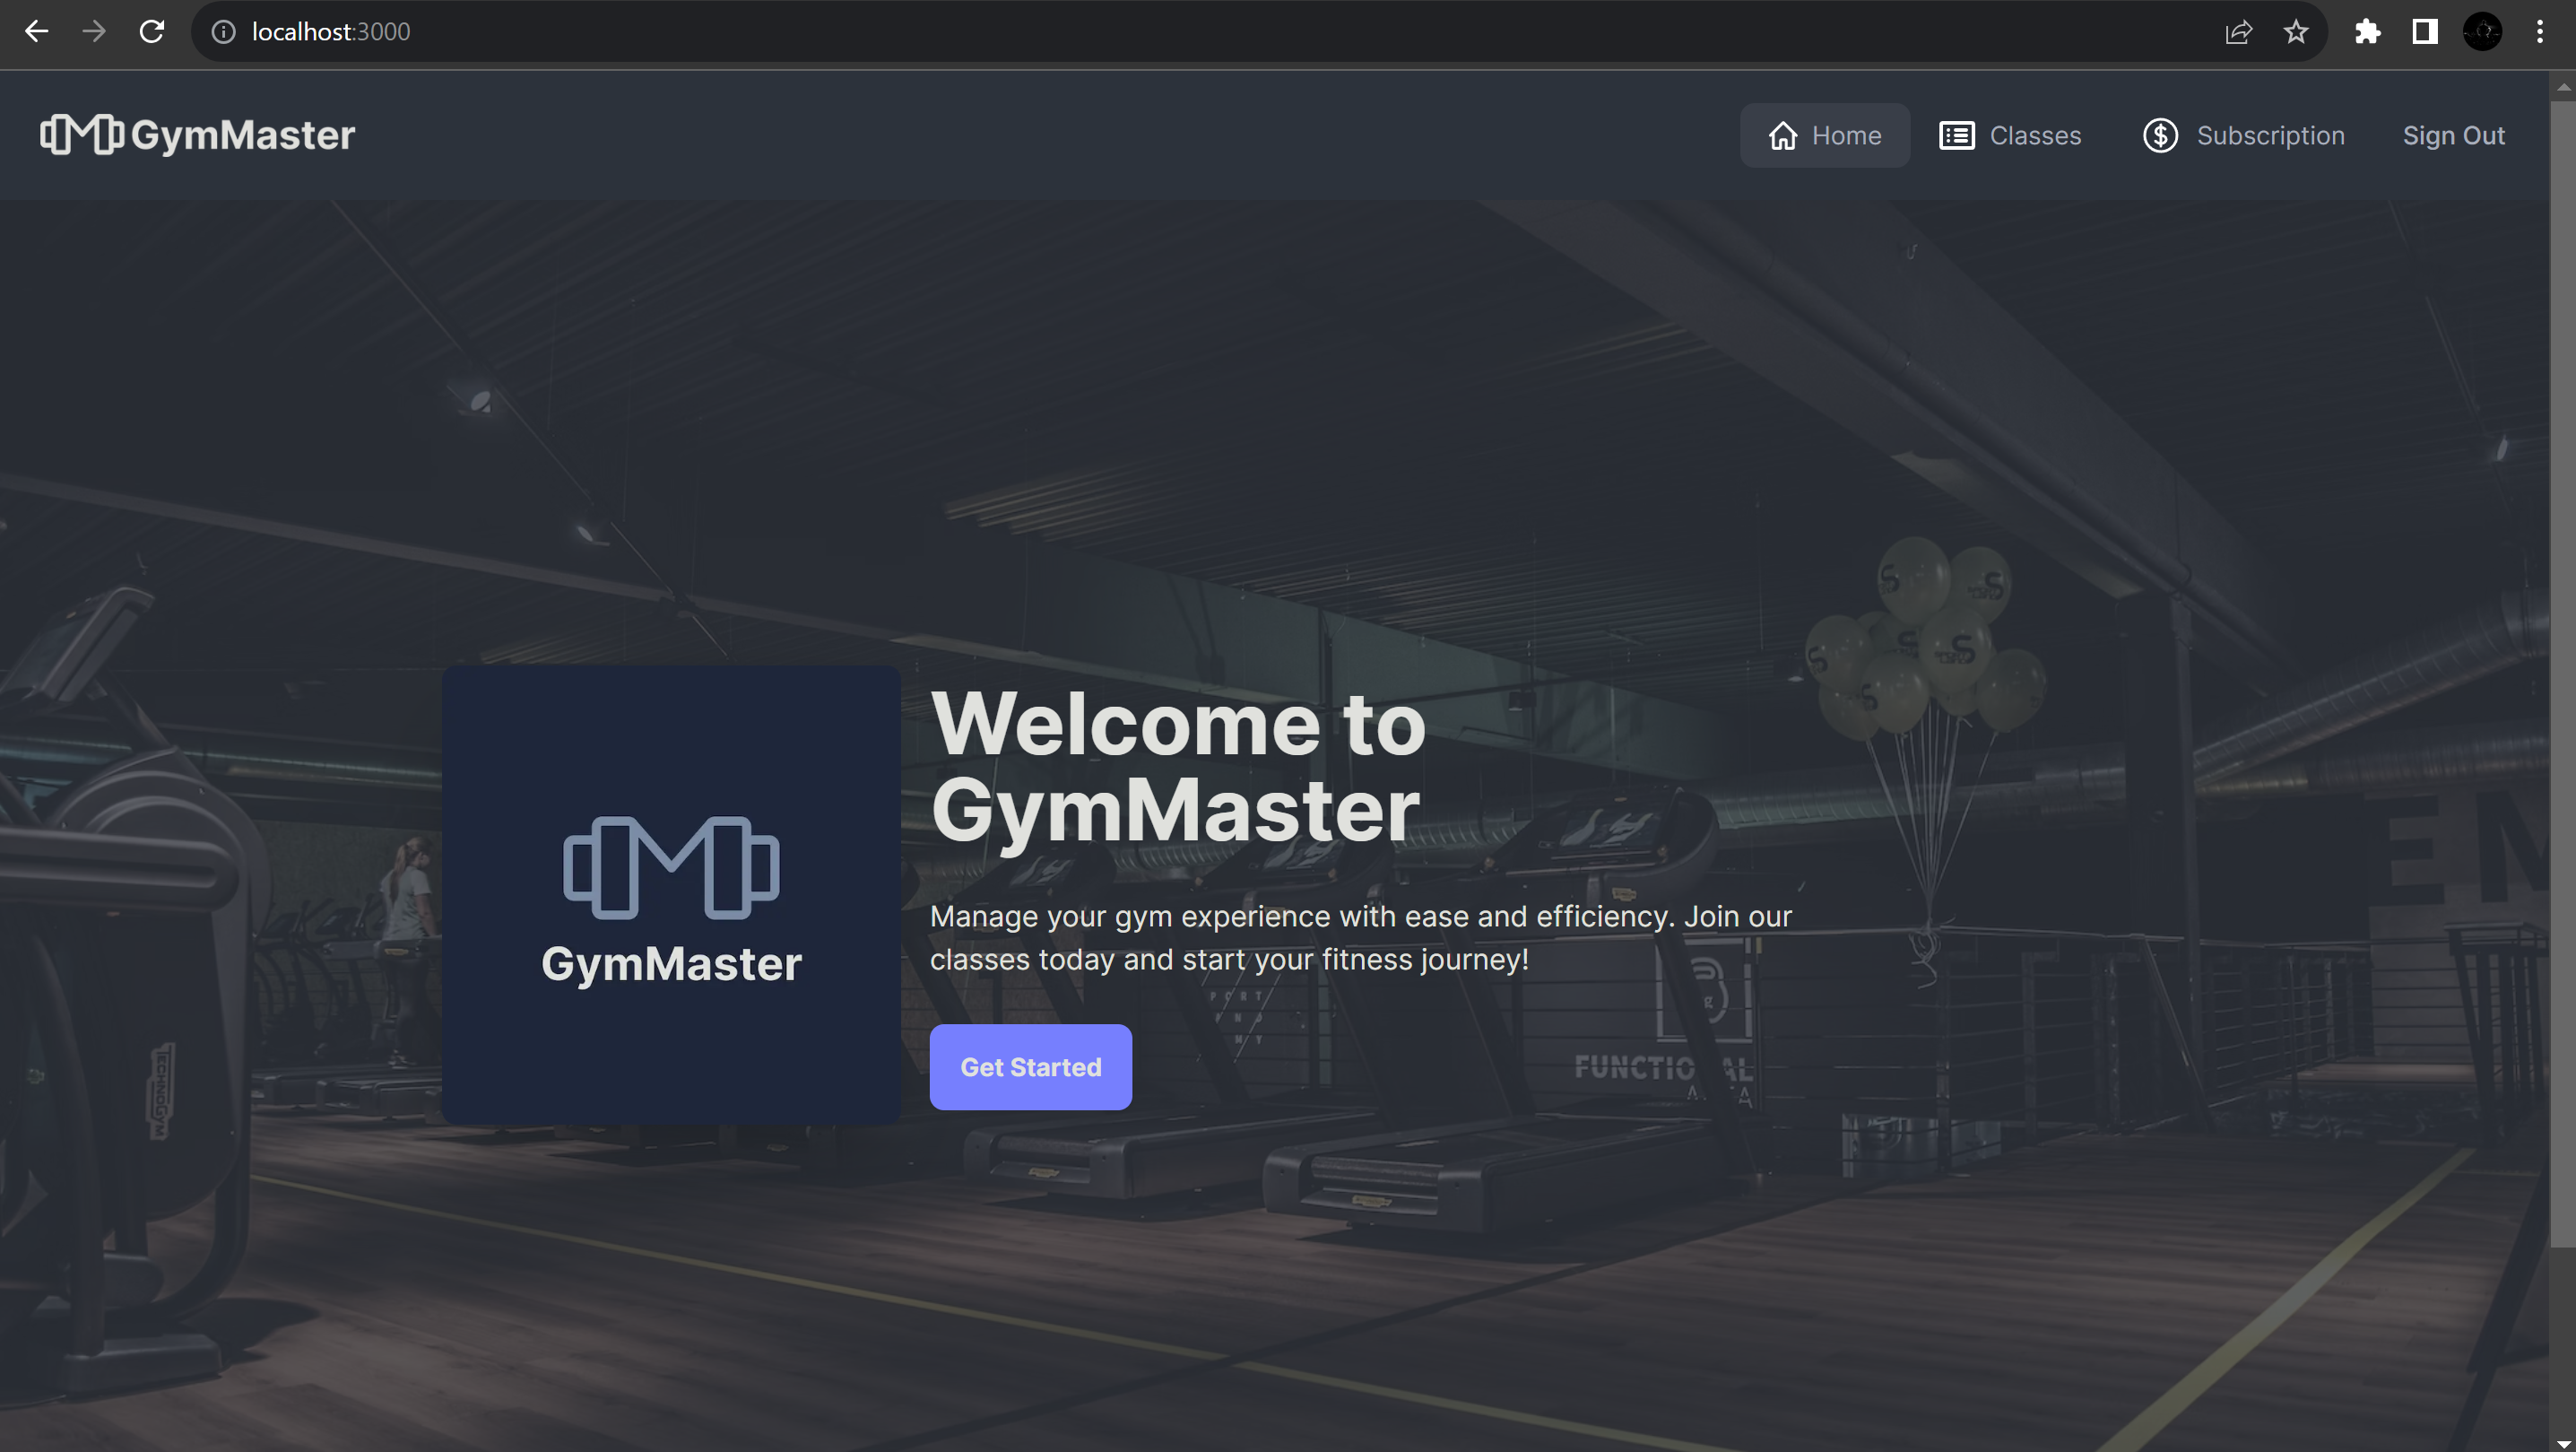 localhost:3000
GymMaster
Home
Classes
Subscription
Sign Out
Welcome to
GymMaster
GymMaster
Manage your gym experience with ease and efficiency. Join our
classes today and start your fitness journey!
Get Started
TECHNOGYM